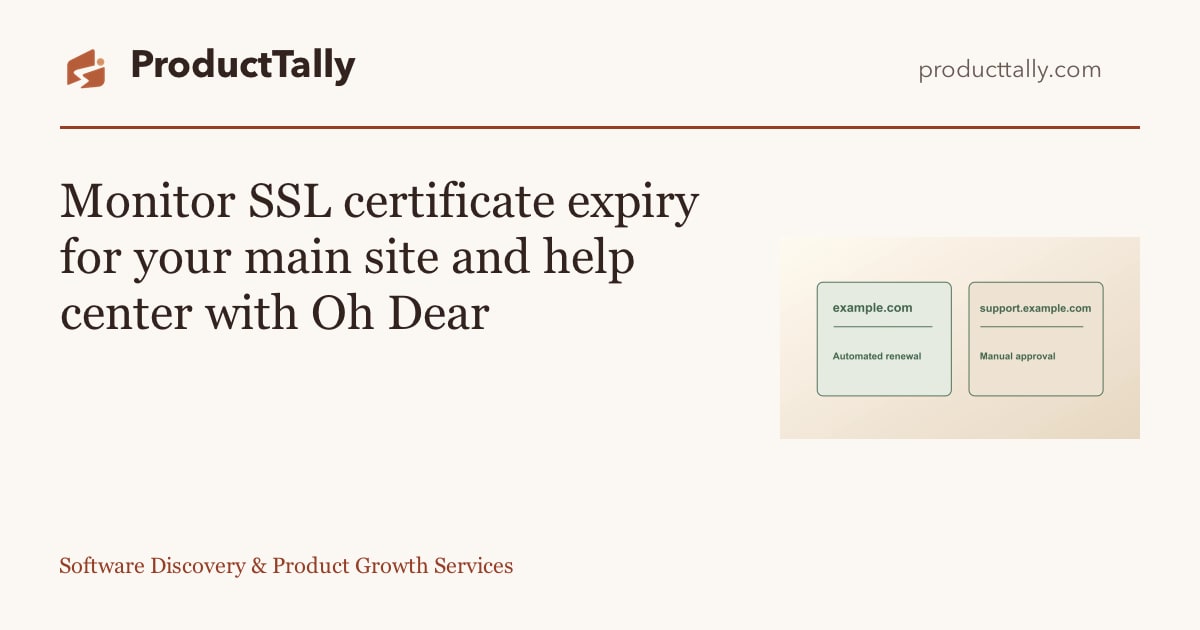 ProductTally
producttally.com
Monitor SSL certificate expiry
for your main site and help
center with Oh Dear
example.com
Automated renewal
support.example.com
Manual approval
Software Discovery & Product Growth Services